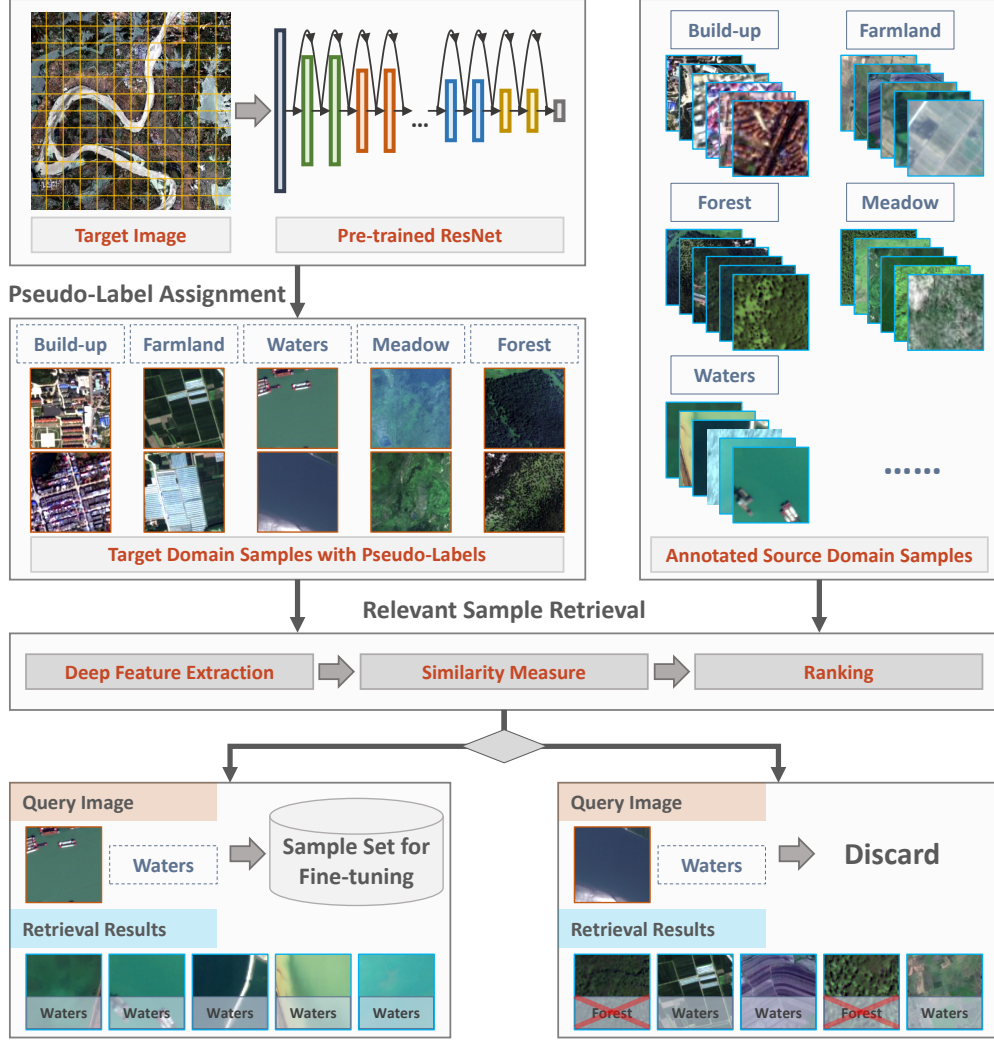 Target Image
Pre-trained ResNet
...
Build-up
Farmland
Forest
Meadow
Waters
......
Annotated Source Domain Samples
Pseudo-Label Assignment
Build-up
Farmland
Waters
Meadow
Forest
Target Domain Samples with Pseudo-Labels
Relevant Sample Retrieval
Deep Feature Extraction
Similarity Measure
Ranking
Query Image
Waters
Sample Set for
Fine-tuning
Retrieval Results
Waters
Waters
Waters
Waters
Waters
Query Image
Waters
Discard
Retrieval Results
Forest
Waters
Waters
Forest
Waters